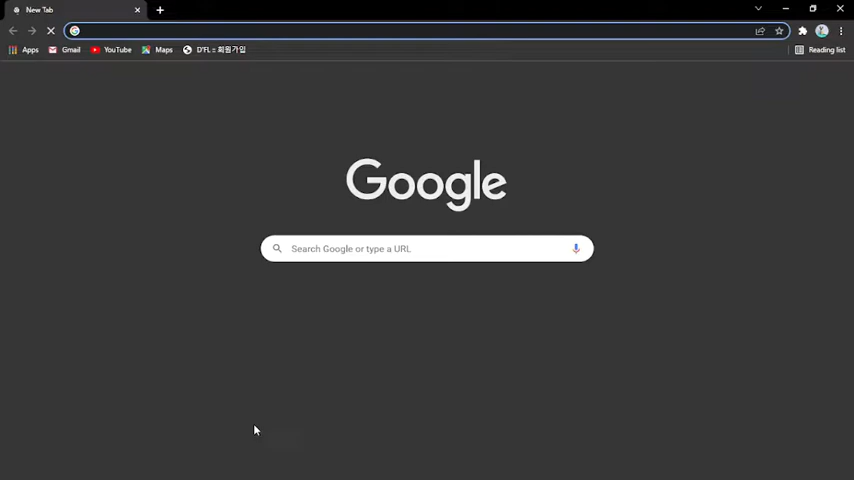 New Tab
Apps
Gmail
YouTube
Maps
D'FL :: 회원가입
Reading list
Google
Search Google or type a URL